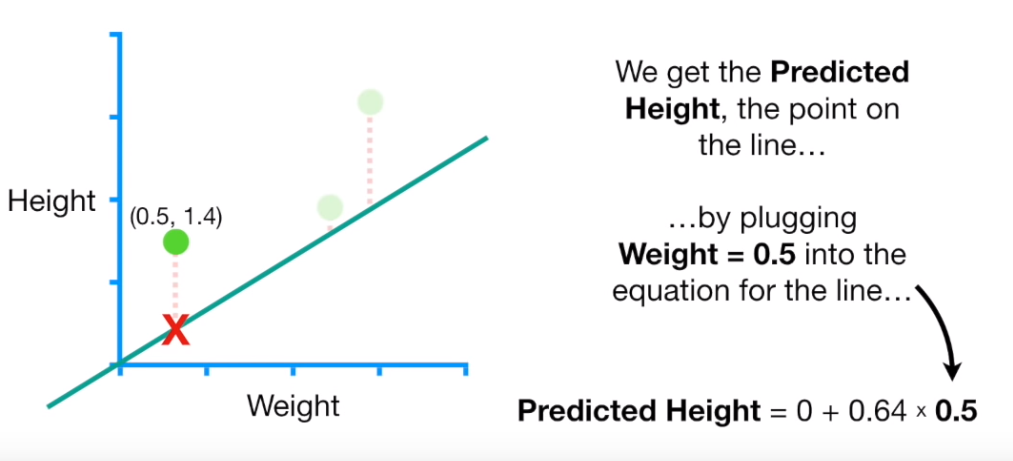 Height
(0.5, 1.4)
X
Weight
We get the Predicted
Height, the point on
the line…
…by plugging
Weight = 0.5 into the
equation for the line…
Predicted Height = 0 + 0.64 × 0.5